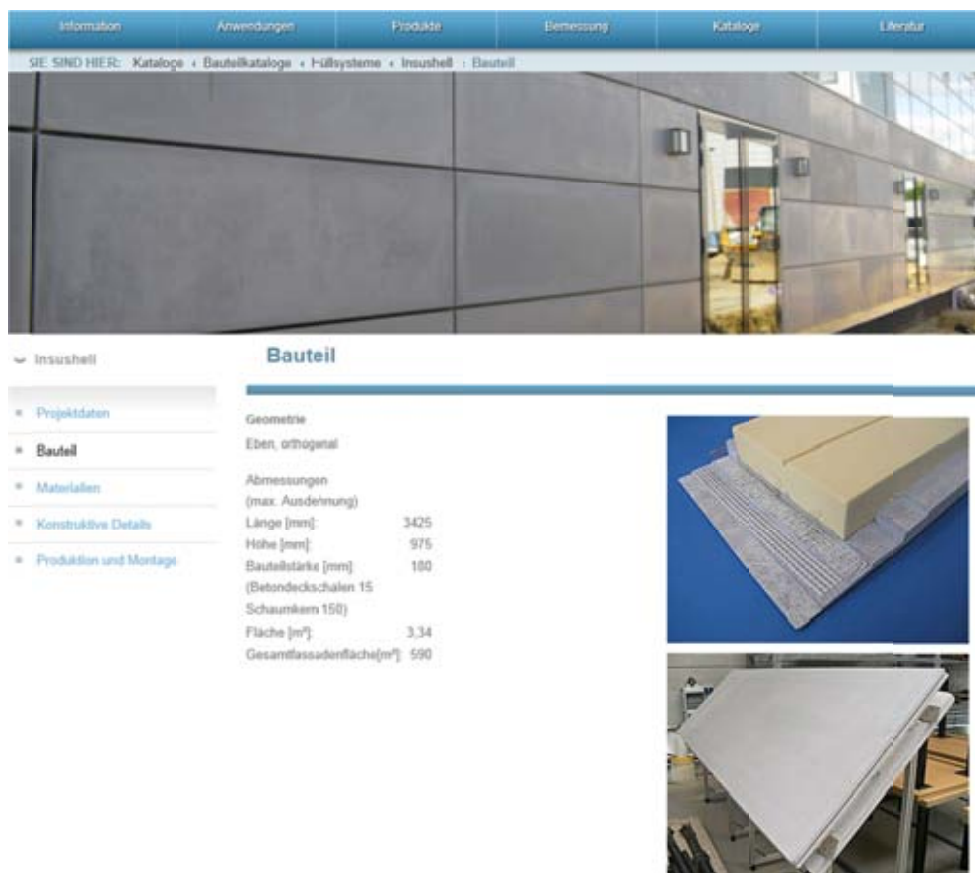 Information Anwendungen Produkte Bemessung Kataloge Literatur
SIE SIND HIER: Kataloge ‹ Bauteilkataloge ‹ Hüllsysteme ‹ Insushell : Bauteil
Insushell
Projektdaten
Bauteil
Materialien
Konstruktive Details
Produktion und Montage
Bauteil
Geometrie
Eben, orthogonal
Abmessungen
(max. Ausdehnung)
Länge [mm]: 3425
Höhe [mm]: 975
Bauteilstärke [mm]: 180
(Betondeckschalen 15
Schaumkern 150)
Fläche [m²]: 3,34
Gesamtfassadenfläche[m²]: 590